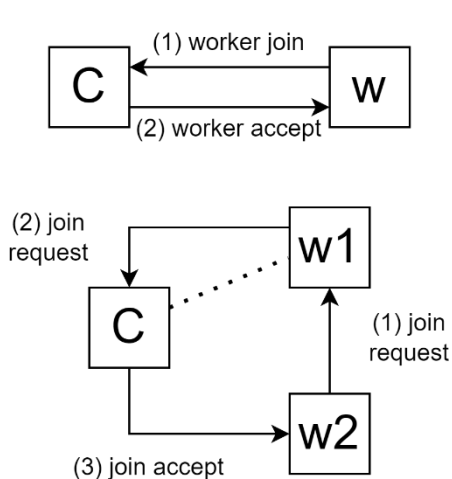 (1) worker join
C
w
(2) worker accept
(2) join
request
w1
C
(1) join
request
w2
(3) join accept